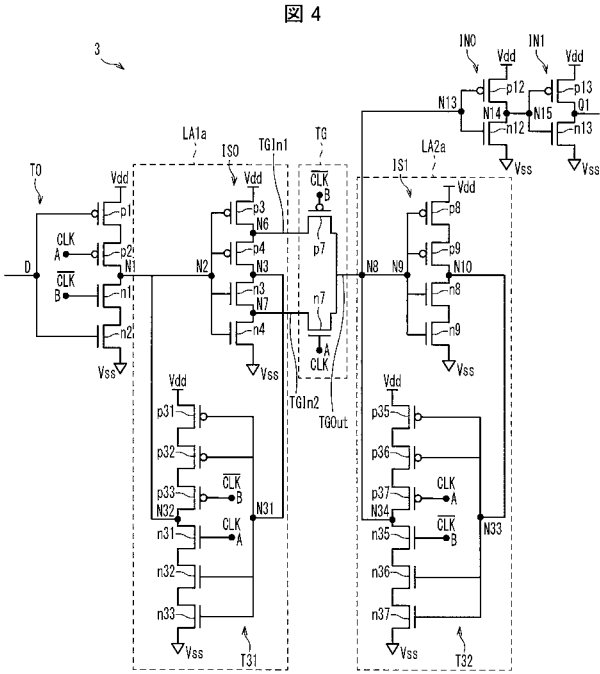 図 4
3
IN0
IN1
Vdd
Vdd
p12
p13
N13
N14
N15
Q1
n12
n13
Vss
Vss
LA1a
IS0
TGIn1
TG
LA2a
IS1
T0
Vdd
Vdd
Vdd
CLK
B
p1
p3
p7
p8
N6
CLK
A
p2
p4
p9
D
N1
N2
N3
N8
N9
N10
CLK
B
n1
n3
n8
N7
n7
n2
n4
n9
A
CLK
Vss
Vss
Vss
TGIn2
TGOut
Vdd
Vdd
p31
p35
p32
p36
p33
CLK
B
p37
CLK
A
N32
N31
N34
N33
n31
CLK
A
n35
CLK
B
n32
n36
n33
n37
Vss
T31
Vss
T32